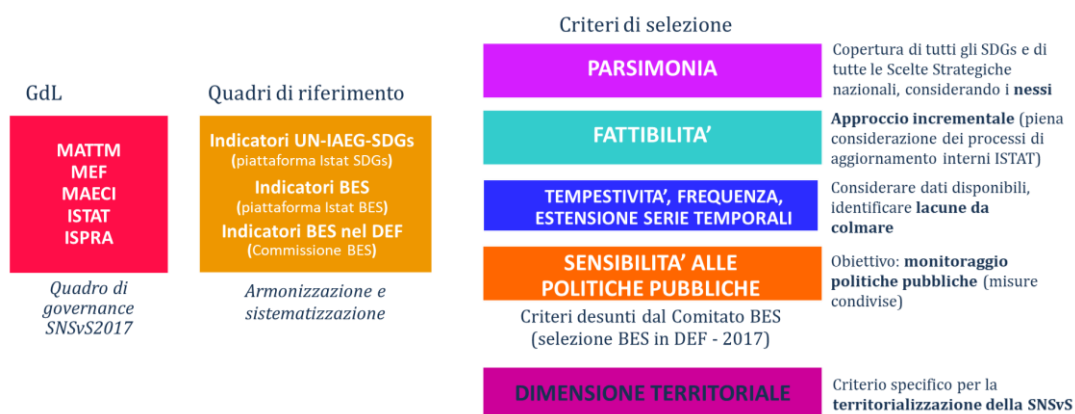 GdL
MATTM
MEF
MAECI
ISTAT
ISPRA
Quadro di
governance
SNSvS2017
Quadri di riferimento
Indicatori UN-IAEG-SDGs
(piattaforma Istat SDGs)
Indicatori BES
(piattaforma Istat BES)
Indicatori BES nel DEF
(Commissione BES)
Armonizzazione e
sistematizzazione
Criteri di selezione
PARSIMONIA
Copertura di tutti gli SDGs e di
tutte le Scelte Strategiche
nazionali, considerando i nessi
FATTIBILITA’
Approccio incrementale (piena
considerazione dei processi di
aggiornamento interni ISTAT)
TEMPESTIVITA’, FREQUENZA,
ESTENSIONE SERIE TEMPORALI
Considerare dati disponibili,
identificare lacune da
colmare
SENSIBILITA’ ALLE
POLITICHE PUBBLICHE
Obiettivo: monitoraggio
politiche pubbliche (misure
condivise)
Criteri desunti dal Comitato BES
(selezione BES in DEF - 2017)
DIMENSIONE TERRITORIALE
Criterio specifico per la
territorializzazione della SNSvS